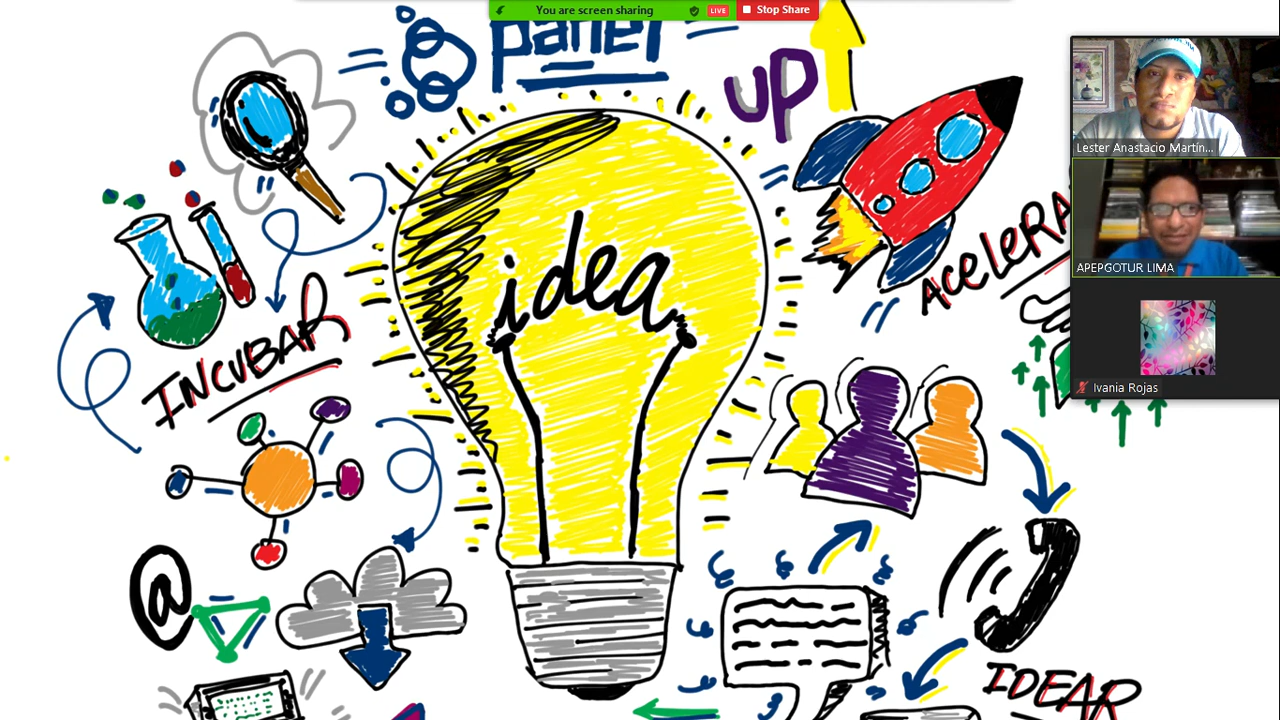 You are screen sharing LIVE Stop Share
panel
UP
Lester Anastacio Martín...
ACELERA
APEPGOTUR LIMA
idea
INCUBAR
Ivania Rojas
@
IDEAR